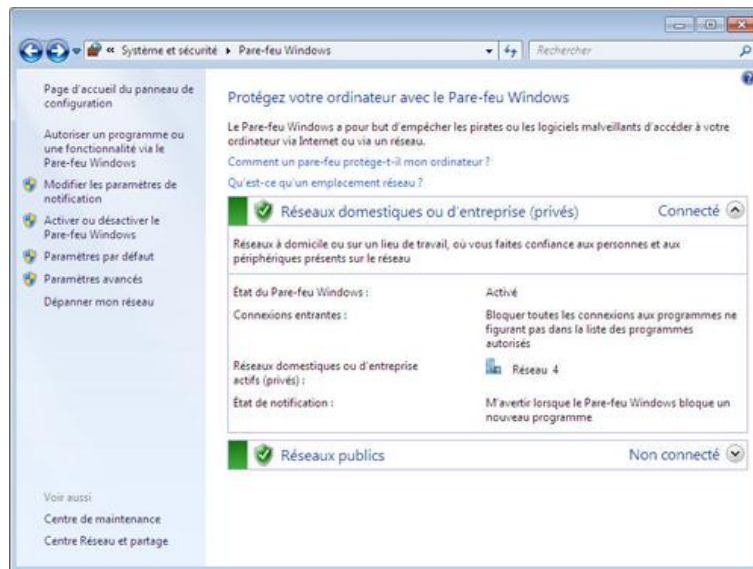 « Système et sécurité ▸ Pare-feu Windows
Rechercher
Page d'accueil du panneau de
configuration
Autoriser un programme ou
une fonctionnalité via le
Pare-feu Windows
Modifier les paramètres de
notification
Activer ou désactiver le
Pare-feu Windows
Paramètres par défaut
Paramètres avancés
Dépanner mon réseau
Voir aussi
Centre de maintenance
Centre Réseau et partage
Protégez votre ordinateur avec le Pare-feu Windows
Le Pare-feu Windows a pour but d'empêcher les pirates ou les logiciels malveillants d'accéder à votre
ordinateur via Internet ou via un réseau.
Comment un pare-feu protège-t-il mon ordinateur ?
Qu'est-ce qu'un emplacement réseau ?
Réseaux domestiques ou d'entreprise (privés) Connecté
Réseaux à domicile ou sur un lieu de travail, où vous faites confiance aux personnes et aux
périphériques présents sur le réseau
État du Pare-feu Windows : Activé
Connexions entrantes : Bloquer toutes les connexions aux programmes ne
figurant pas dans la liste des programmes
autorisés
Réseaux domestiques ou d'entreprise
actifs (privés) : Réseau 4
État de notification : M'avertir lorsque le Pare-feu Windows bloque un
nouveau programme
Réseaux publics Non connecté